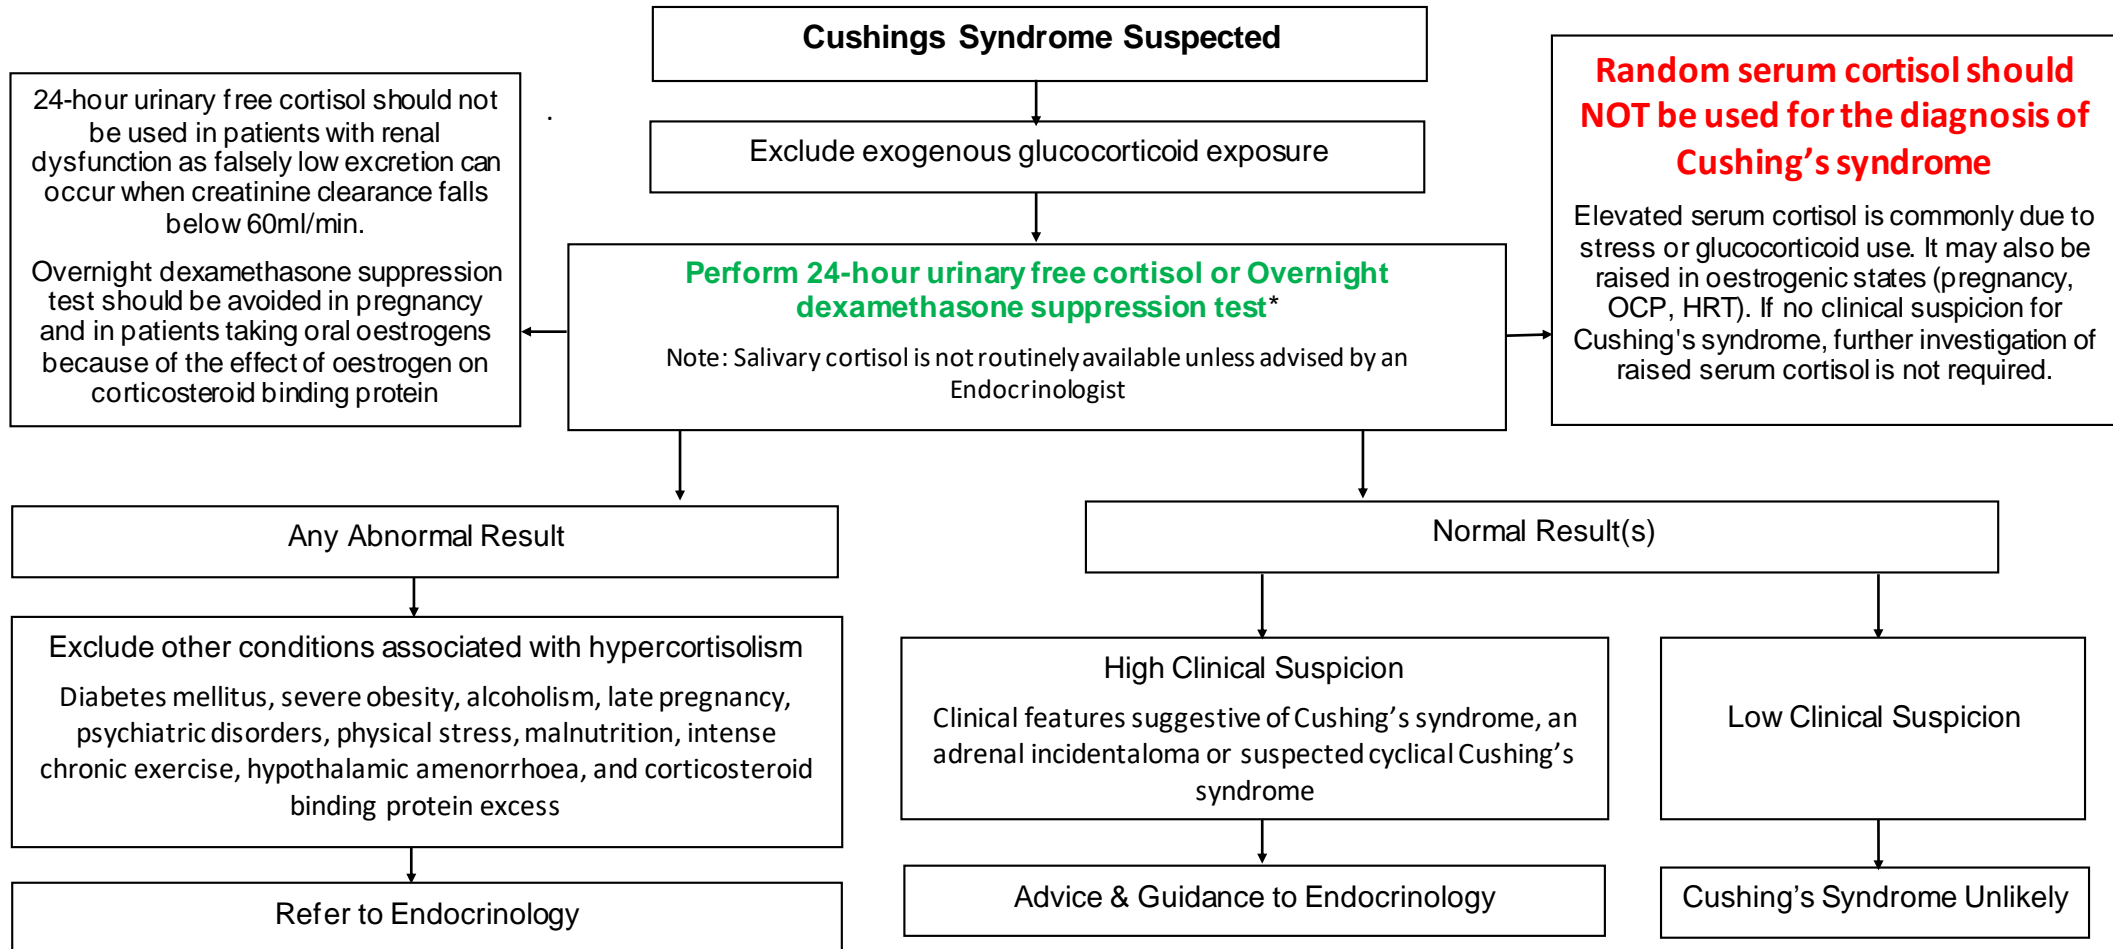 Cushings Syndrome Suspected
Exclude exogenous glucocorticoid exposure
24-hour urinary free cortisol should not
be used in patients with renal
dysfunction as falsely low excretion can
occur when creatinine clearance falls
below 60ml/min.
Overnight dexamethasone suppression
test should be avoided in pregnancy
and in patients taking oral oestrogens
because of the effect of oestrogen on
corticosteroid binding protein
.
Perform 24-hour urinary free cortisol or Overnight
dexamethasone suppression test*
Note: Salivary cortisol is not routinely available unless advised by an
Endocrinologist
Random serum cortisol should
NOT be used for the diagnosis of
Cushing’s syndrome
Elevated serum cortisol is commonly due to
stress or glucocorticoid use. It may also be
raised in oestrogenic states (pregnancy,
OCP, HRT). If no clinical suspicion for
Cushing's syndrome, further investigation of
raised serum cortisol is not required.
Any Abnormal Result
Normal Result(s)
Exclude other conditions associated with hypercortisolism
Diabetes mellitus, severe obesity, alcoholism, late pregnancy,
psychiatric disorders, physical stress, malnutrition, intense
chronic exercise, hypothalamic amenorrhoea, and corticosteroid
binding protein excess
High Clinical Suspicion
Clinical features suggestive of Cushing’s syndrome, an
adrenal incidentaloma or suspected cyclical Cushing’s
syndrome
Low Clinical Suspicion
Refer to Endocrinology
Advice & Guidance to Endocrinology
Cushing’s Syndrome Unlikely